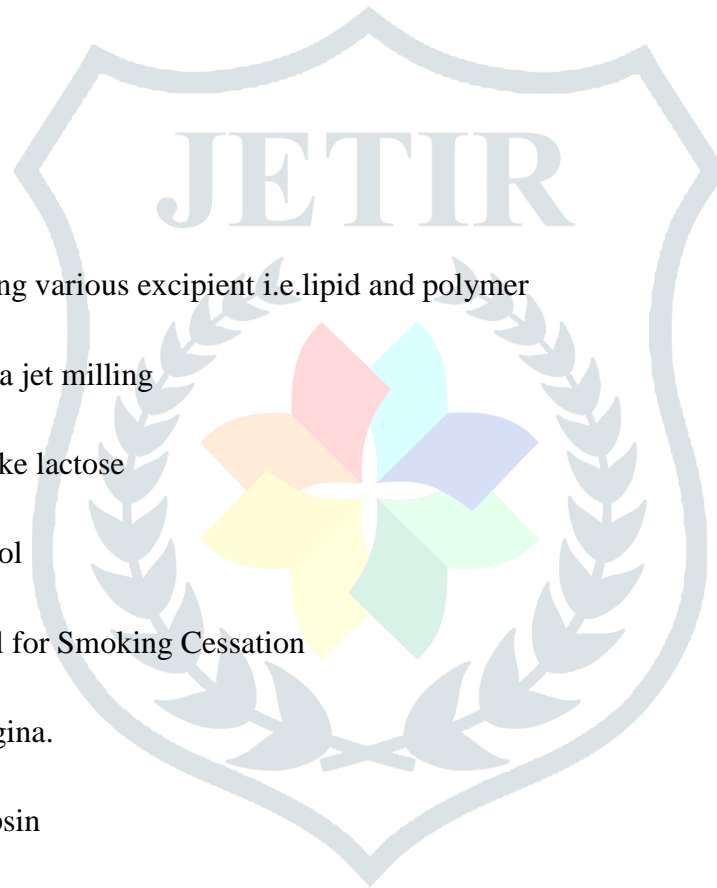 JETIR
ng various excipient i.e.lipid and polymer
a jet milling
ke lactose
ol
l for Smoking Cessation
gina.
osin